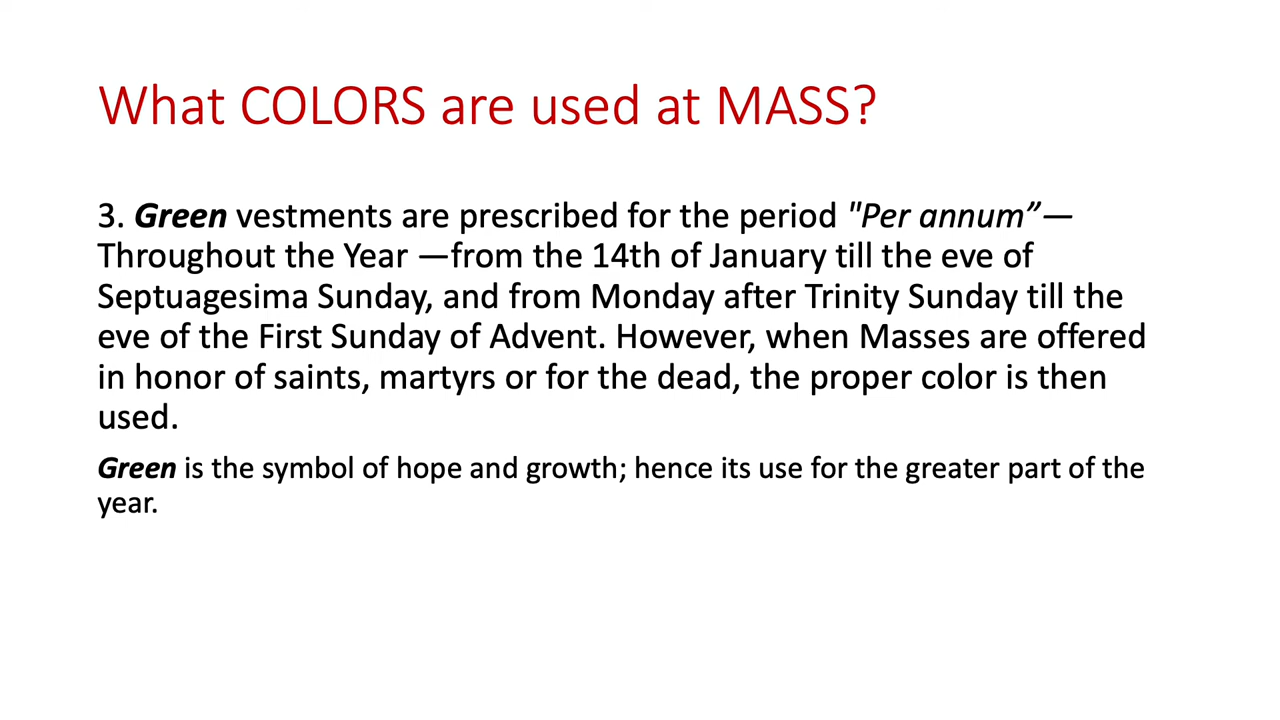 What COLORS are used at MASS?
3. Green vestments are prescribed for the period "Per annum”—
Throughout the Year —from the 14th of January till the eve of
Septuagesima Sunday, and from Monday after Trinity Sunday till the
eve of the First Sunday of Advent. However, when Masses are offered
in honor of saints, martyrs or for the dead, the proper color is then
used.
Green is the symbol of hope and growth; hence its use for the greater part of the
year.